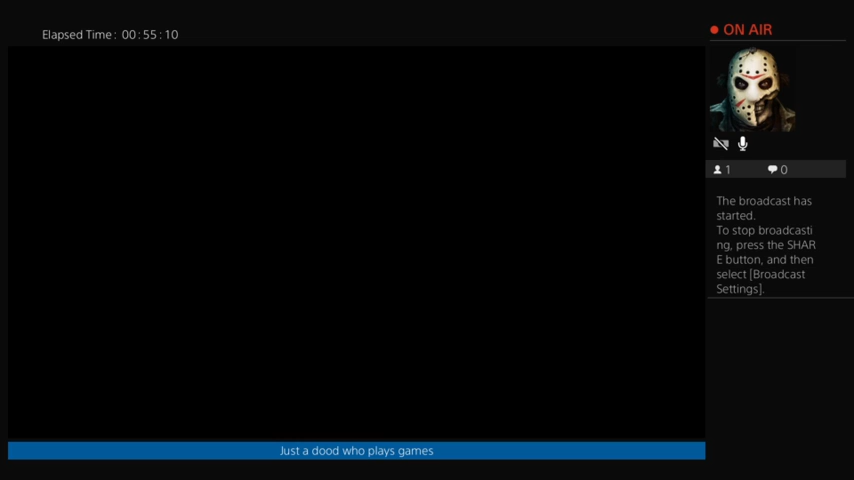 Elapsed Time: 00:55:10
ON AIR
1 0
The broadcast has
started.
To stop broadcasti
ng, press the SHAR
E button, and then
select [Broadcast
Settings].
Just a dood who plays games